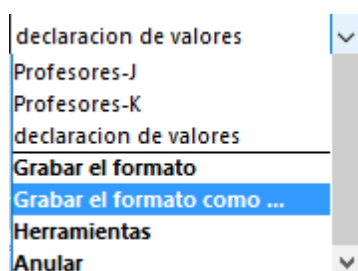 declaracion de valores
Profesores-J
Profesores-K
declaracion de valores
Grabar el formato
Grabar el formato como ...
Herramientas
Anular